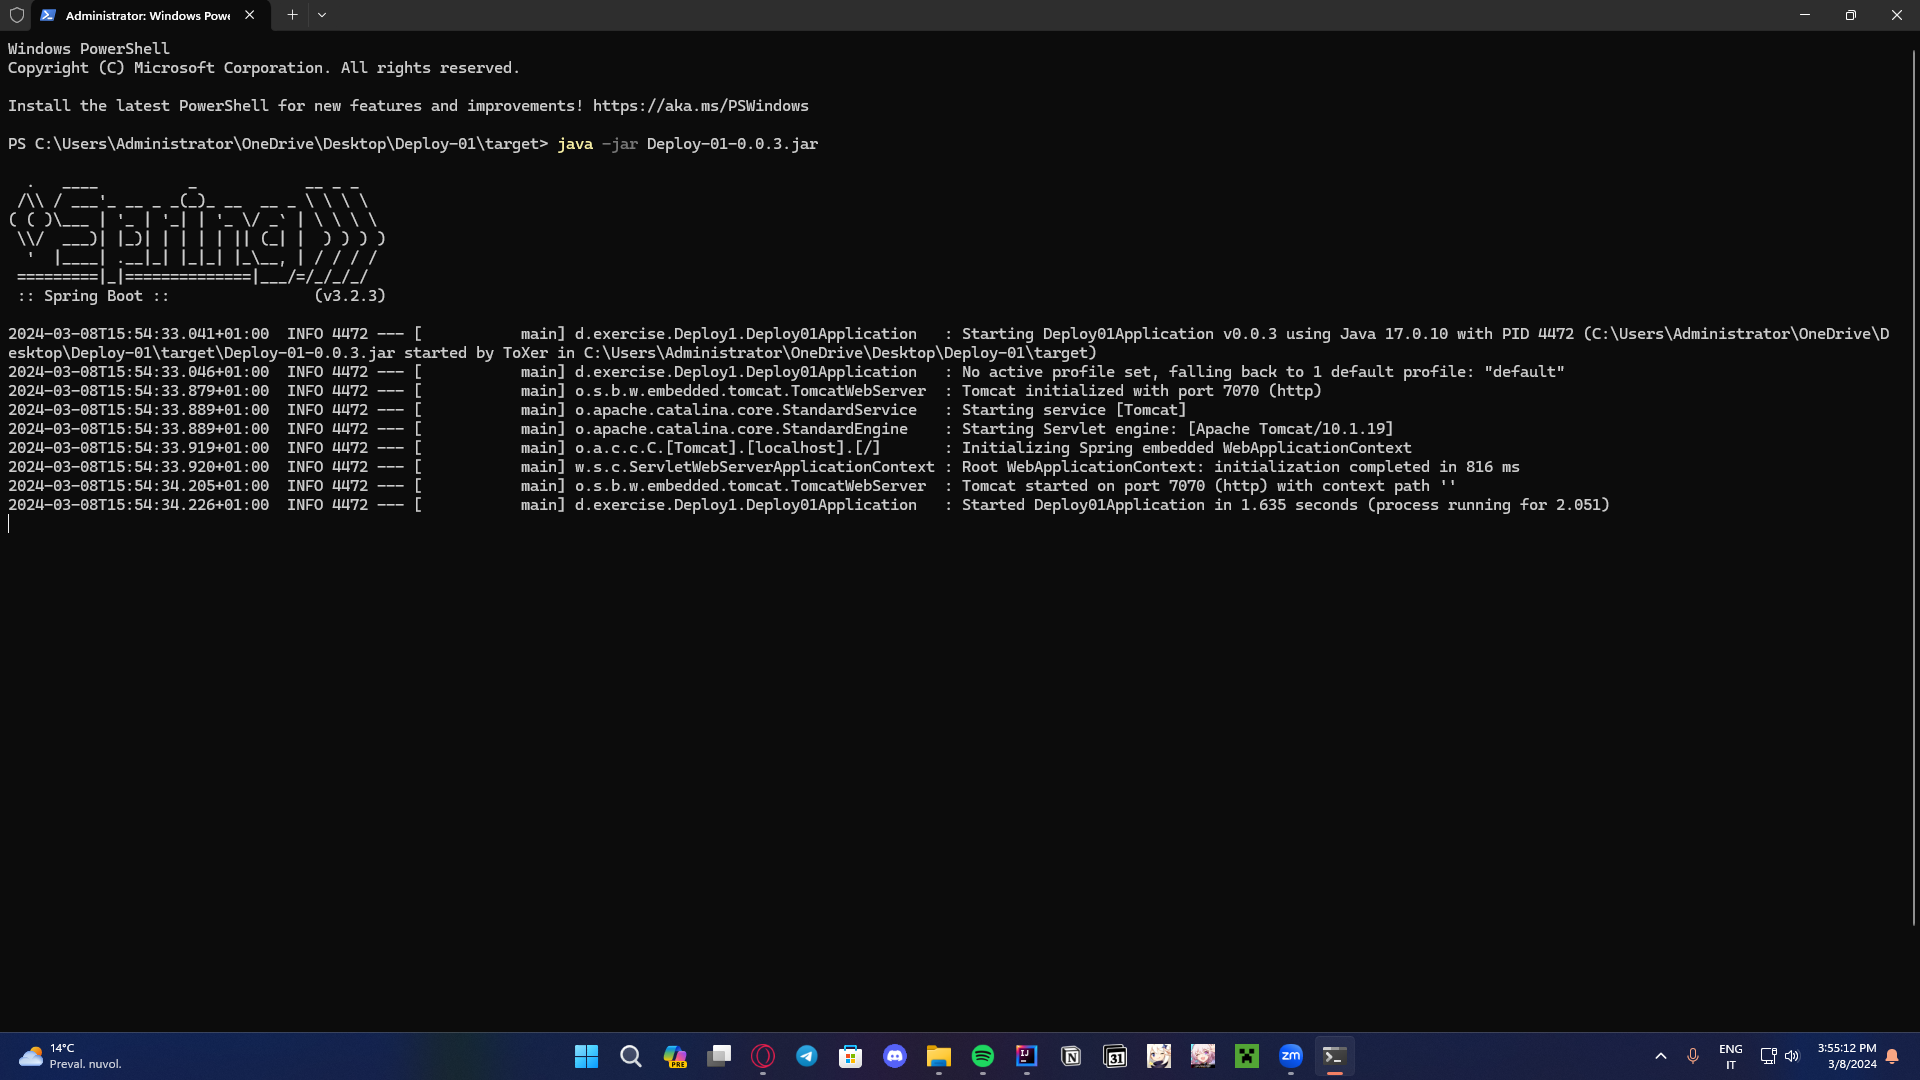 Administrator: Windows Powe
Windows PowerShell
Copyright (C) Microsoft Corporation. All rights reserved.
Install the latest PowerShell for new features and improvements! https://aka.ms/PSWindows
PS C:\Users\Administrator\OneDrive\Desktop\Deploy-01\target> java -jar Deploy-01-0.0.3.jar
  .   ____          _            __ _ _
 /\\ / ___'_ __ _ _(_)_ __  __ _ \ \ \ \
( ( )\___ | '_ | '_| | '_ \/ _` | \ \ \ \
 \\/  ___)| |_)| | | | | || (_| |  ) ) ) )
  '  |____| .__|_| |_|_| |_\__, | / / / /
 =========|_|==============|___/=/_/_/_/
 :: Spring Boot ::                (v3.2.3)
2024-03-08T15:54:33.041+01:00  INFO 4472 --- [           main] d.exercise.Deploy1.Deploy01Application   : Starting Deploy01Application v0.0.3 using Java 17.0.10 with PID 4472 (C:\Users\Administrator\OneDrive\D
esktop\Deploy-01\target\Deploy-01-0.0.3.jar started by ToXer in C:\Users\Administrator\OneDrive\Desktop\Deploy-01\target)
2024-03-08T15:54:33.046+01:00  INFO 4472 --- [           main] d.exercise.Deploy1.Deploy01Application   : No active profile set, falling back to 1 default profile: "default"
2024-03-08T15:54:33.879+01:00  INFO 4472 --- [           main] o.s.b.w.embedded.tomcat.TomcatWebServer  : Tomcat initialized with port 7070 (http)
2024-03-08T15:54:33.889+01:00  INFO 4472 --- [           main] o.apache.catalina.core.StandardService   : Starting service [Tomcat]
2024-03-08T15:54:33.889+01:00  INFO 4472 --- [           main] o.apache.catalina.core.StandardEngine    : Starting Servlet engine: [Apache Tomcat/10.1.19]
2024-03-08T15:54:33.919+01:00  INFO 4472 --- [           main] o.a.c.c.C.[Tomcat].[localhost].[/]       : Initializing Spring embedded WebApplicationContext
2024-03-08T15:54:33.920+01:00  INFO 4472 --- [           main] w.s.c.ServletWebServerApplicationContext : Root WebApplicationContext: initialization completed in 816 ms
2024-03-08T15:54:34.205+01:00  INFO 4472 --- [           main] o.s.b.w.embedded.tomcat.TomcatWebServer  : Tomcat started on port 7070 (http) with context path ''
2024-03-08T15:54:34.226+01:00  INFO 4472 --- [           main] d.exercise.Deploy1.Deploy01Application   : Started Deploy01Application in 1.635 seconds (process running for 2.051)
14°C
Preval. nuvol.
PRE
IJ
N
31
zm
ENG
IT
3:55:12 PM
3/8/2024